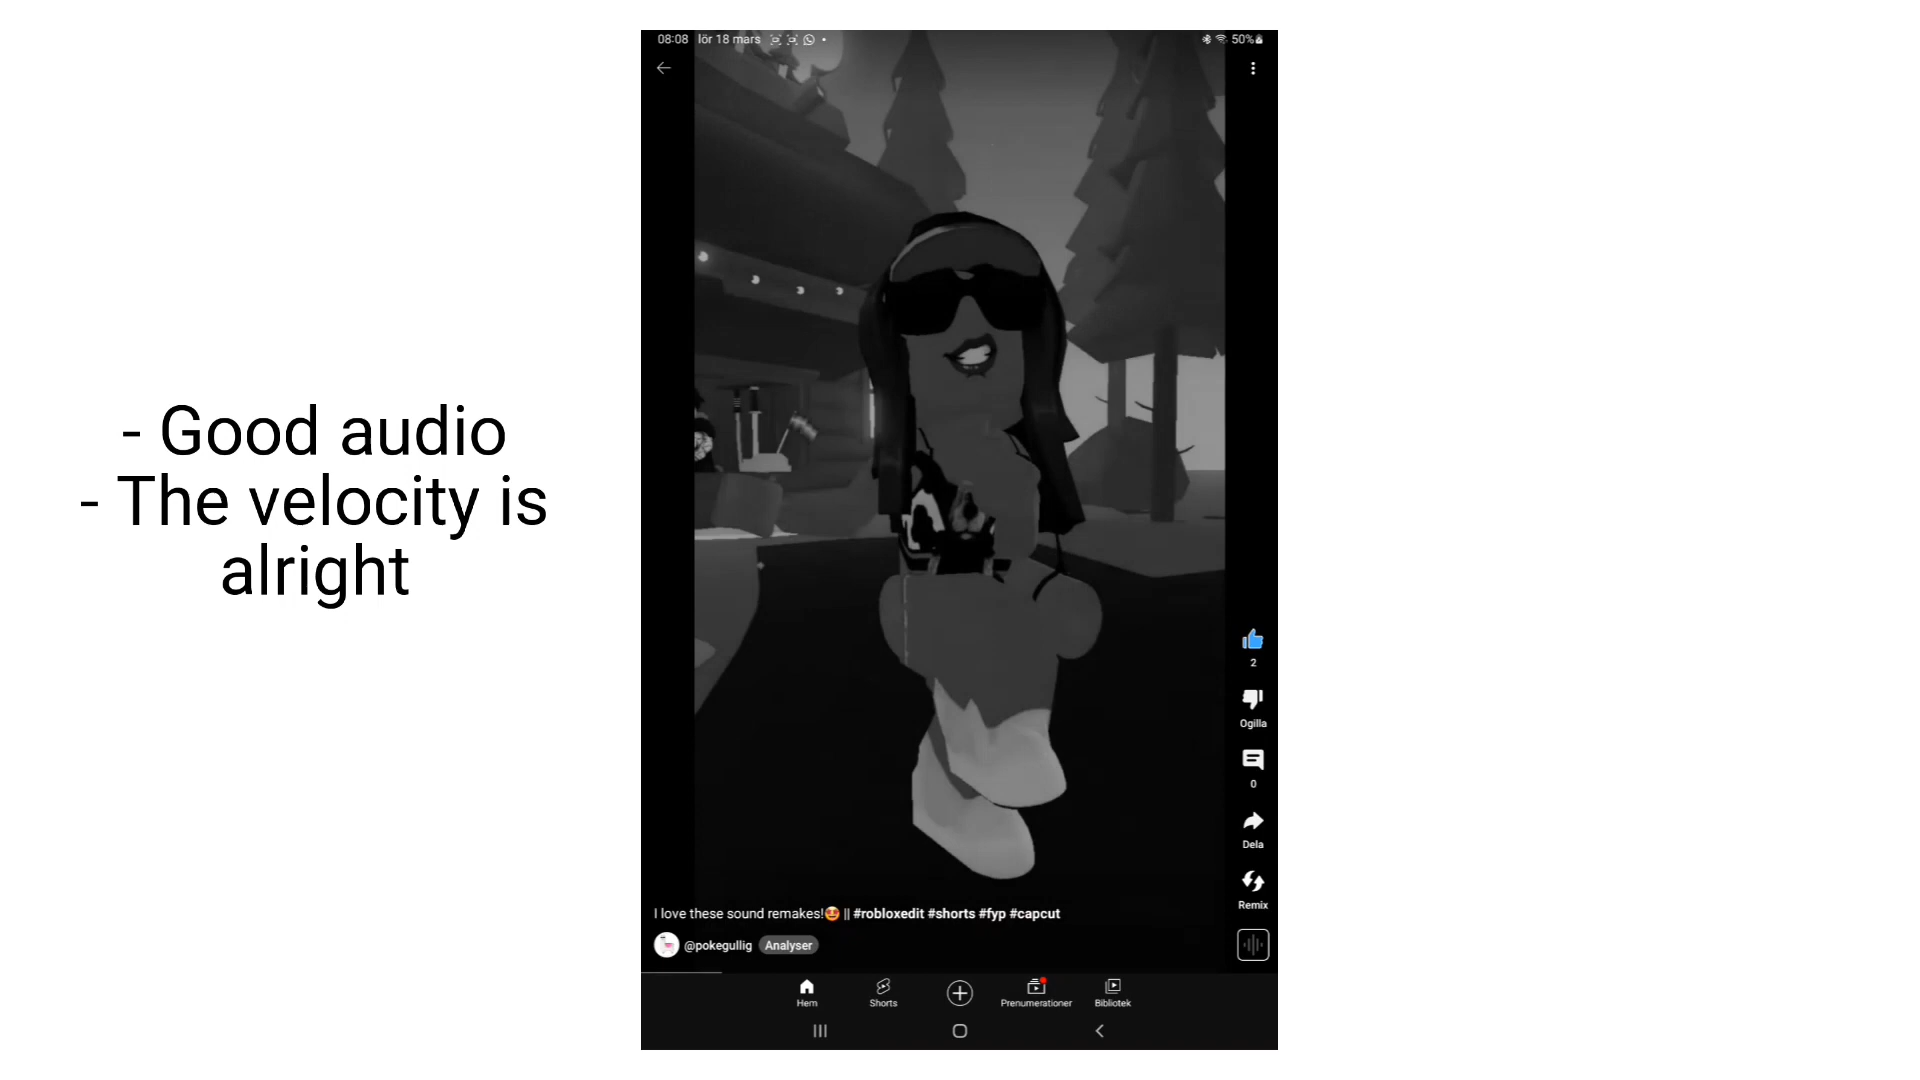 - Good audio
- The velocity is
alright
08:08 lör 18 mars
50%
2
Ogilla
0
Dela
Remix
I love these sound remakes!🤩 || #robloxedit #shorts #fyp #capcut
@pokegullig Analyser
Hem Shorts Prenumerationer Bibliotek